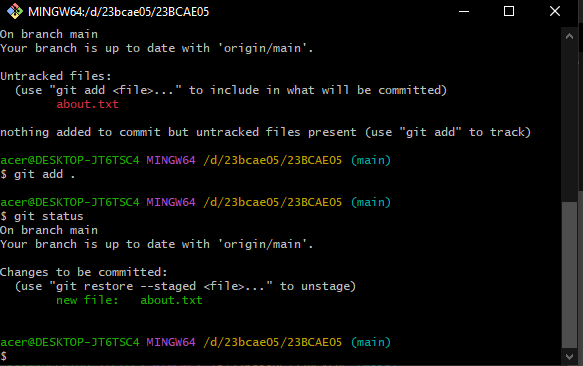 MINGW64:/d/23bcae05/23BCAE05
On branch main
Your branch is up to date with 'origin/main'.
Untracked files:
  (use "git add <file>..." to include in what will be committed)
        about.txt
nothing added to commit but untracked files present (use "git add" to track)
acer@DESKTOP-JT6TSC4 MINGW64 /d/23bcae05/23BCAE05 (main)
$ git add .
acer@DESKTOP-JT6TSC4 MINGW64 /d/23bcae05/23BCAE05 (main)
$ git status
On branch main
Your branch is up to date with 'origin/main'.
Changes to be committed:
  (use "git restore --staged <file>..." to unstage)
        new file:   about.txt
acer@DESKTOP-JT6TSC4 MINGW64 /d/23bcae05/23BCAE05 (main)
$